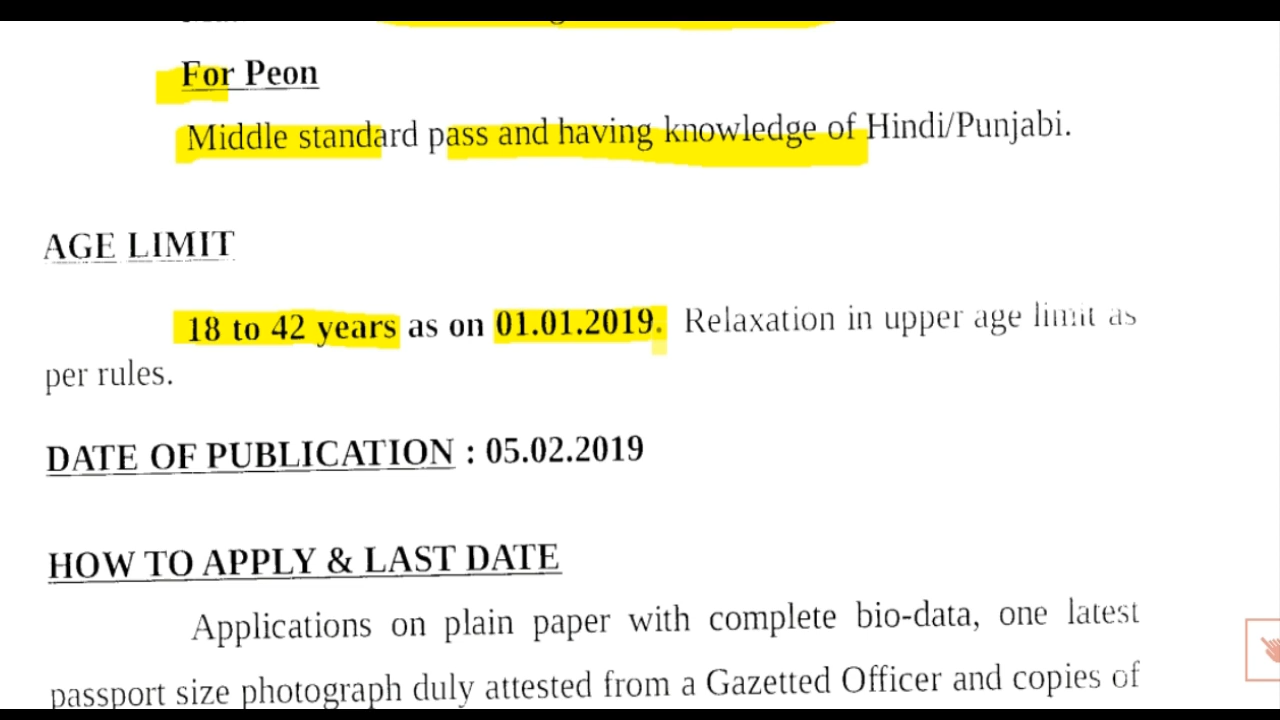 For Peon
Middle standard pass and having knowledge of Hindi/Punjabi.
AGE LIMIT
18 to 42 years as on 01.01.2019. Relaxation in upper age limit as
per rules.
DATE OF PUBLICATION : 05.02.2019
HOW TO APPLY & LAST DATE
Applications on plain paper with complete bio-data, one latest
passport size photograph duly attested from a Gazetted Officer and copies of